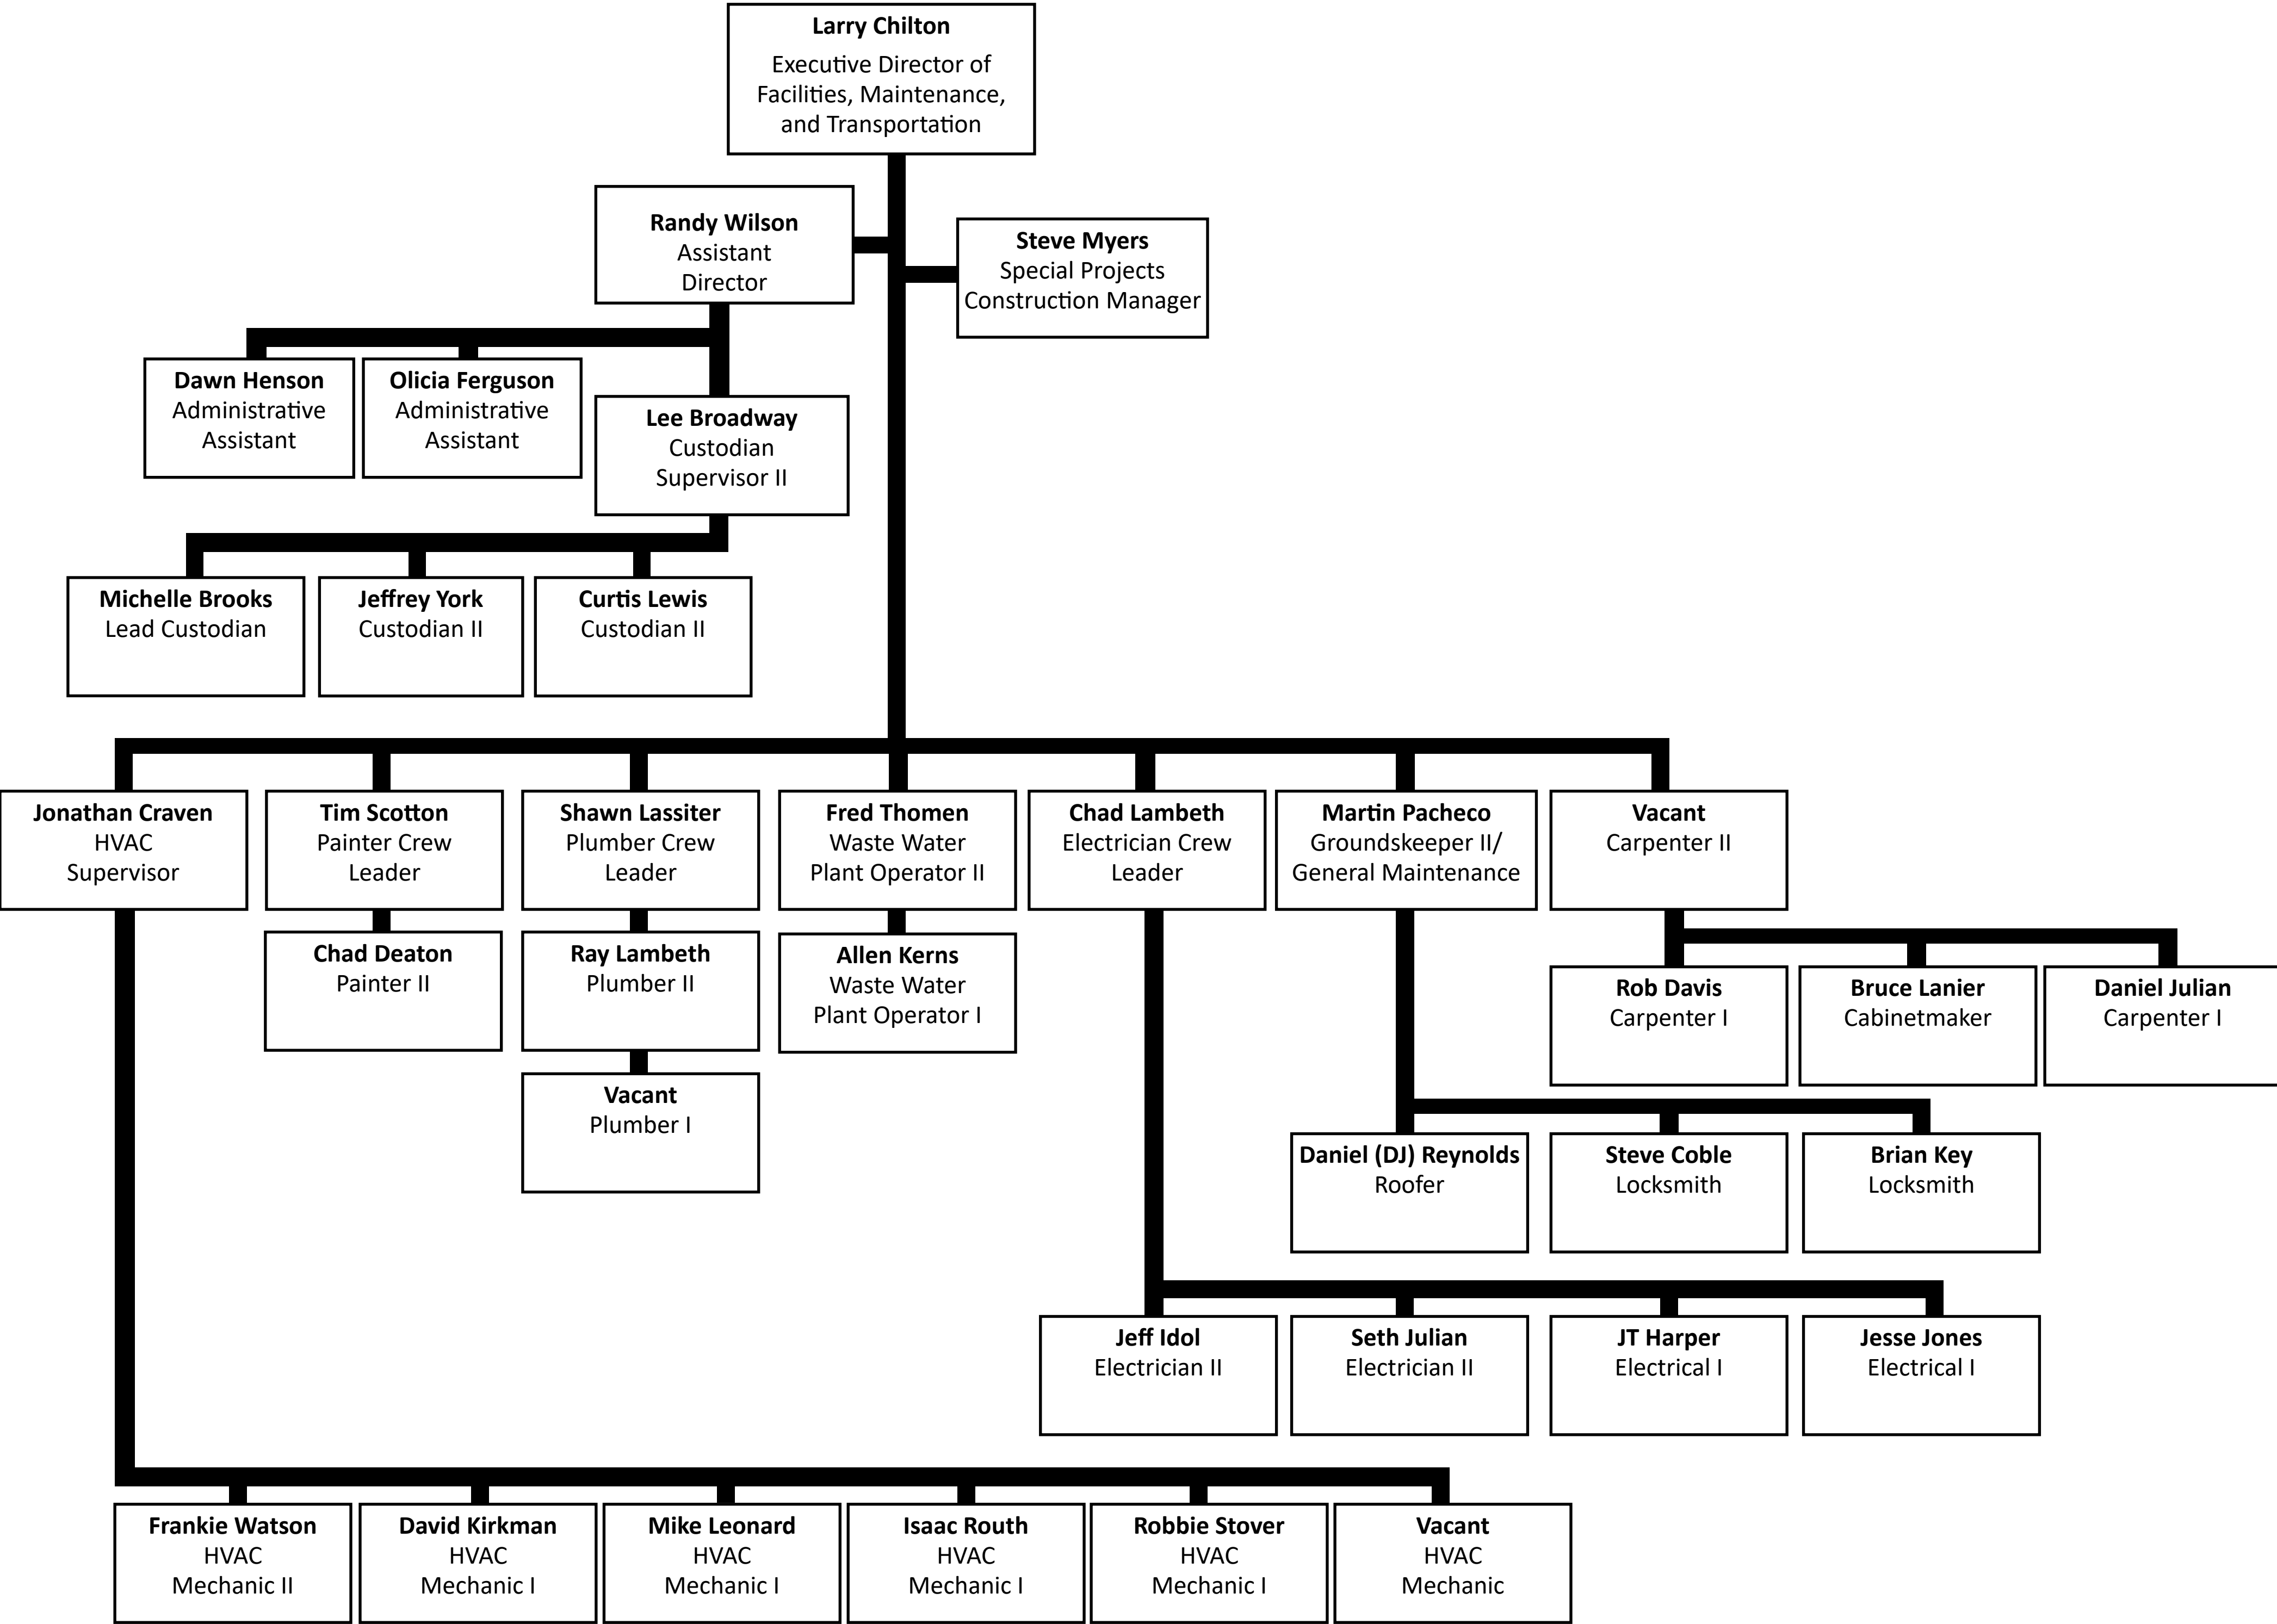 Larry Chilton
Executive Director of
Facilities, Maintenance,
and Transportation
Randy Wilson
Assistant
Director
Steve Myers
Special Projects
Construction Manager
Dawn Henson
Administrative
Assistant
Olicia Ferguson
Administrative
Assistant
Lee Broadway
Custodian
Supervisor II
Michelle Brooks
Lead Custodian
Jeffrey York
Custodian II
Curtis Lewis
Custodian II
Jonathan Craven
HVAC
Supervisor
Tim Scotton
Painter Crew
Leader
Shawn Lassiter
Plumber Crew
Leader
Fred Thomen
Waste Water
Plant Operator II
Chad Lambeth
Electrician Crew
Leader
Martin Pacheco
Groundskeeper II/
General Maintenance
Vacant
Carpenter II
Chad Deaton
Painter II
Ray Lambeth
Plumber II
Allen Kerns
Waste Water
Plant Operator I
Rob Davis
Carpenter I
Bruce Lanier
Cabinetmaker
Daniel Julian
Carpenter I
Vacant
Plumber I
Daniel (DJ) Reynolds
Roofer
Steve Coble
Locksmith
Brian Key
Locksmith
Jeff Idol
Electrician II
Seth Julian
Electrician II
JT Harper
Electrical I
Jesse Jones
Electrical I
Frankie Watson
HVAC
Mechanic II
David Kirkman
HVAC
Mechanic I
Mike Leonard
HVAC
Mechanic I
Isaac Routh
HVAC
Mechanic I
Robbie Stover
HVAC
Mechanic I
Vacant
HVAC
Mechanic